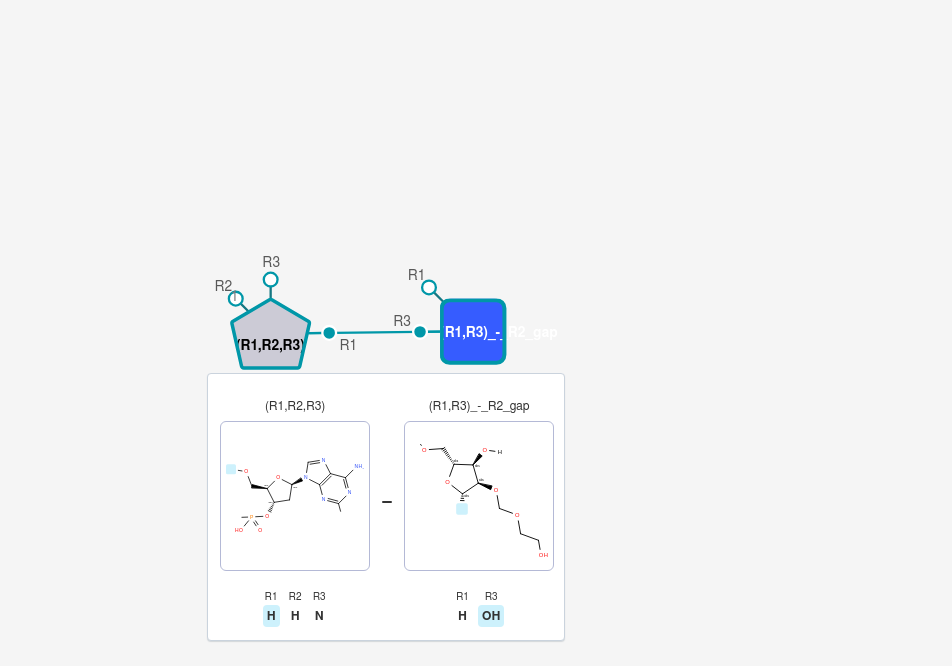 R3
R2
R1
R3
R1
(R1,R2,R3)
R1,R3)_-_R2_gap
(R1,R2,R3)
(R1,R3)_-_R2_gap
O
O
N
N
N
N
NH
O
P
HO
O
O
O
H
O
O
O
OH
R1 R2 R3
H H N
R1 R3
H OH